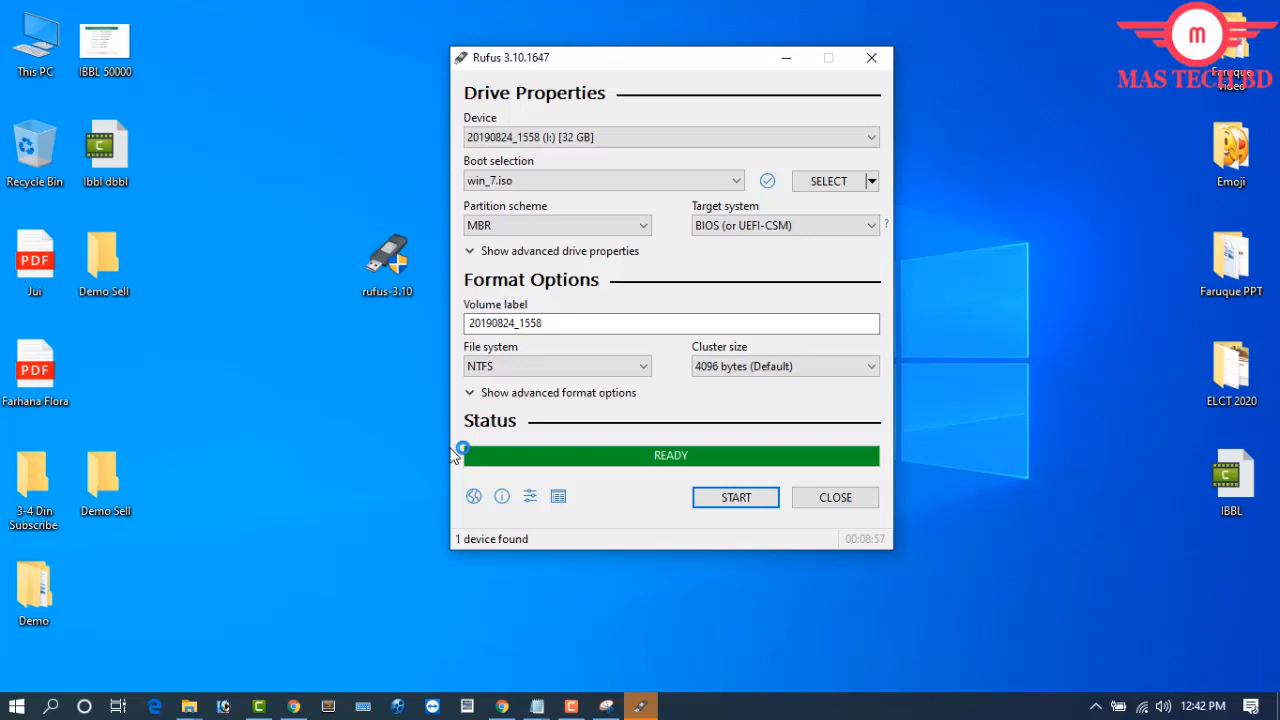 This PC
IBBL 50000
Recycle Bin
Ibbl dbbl
PDF
Jui
Demo Sell
PDF
Farhana Flora
3-4 Din
Subscribe
Demo Sell
Demo
rufus-3.10
Rufus 3.10.1647
Drive Properties
Device
20190824_1558 (I:) [32 GB]
Boot selection
win_7.iso
SELECT
Partition scheme
Target system
MBR
BIOS (or UEFI-CSM)
?
Show advanced drive properties
Format Options
Volume label
20190824_1558
File system
Cluster size
NTFS
4096 bytes (Default)
Show advanced format options
Status
READY
START
CLOSE
1 device found
00:08:57
M
MAS TECH BD
Faruque
Video
Emoji
Faruque PPT
ELCT 2020
IBBL
12:42 PM